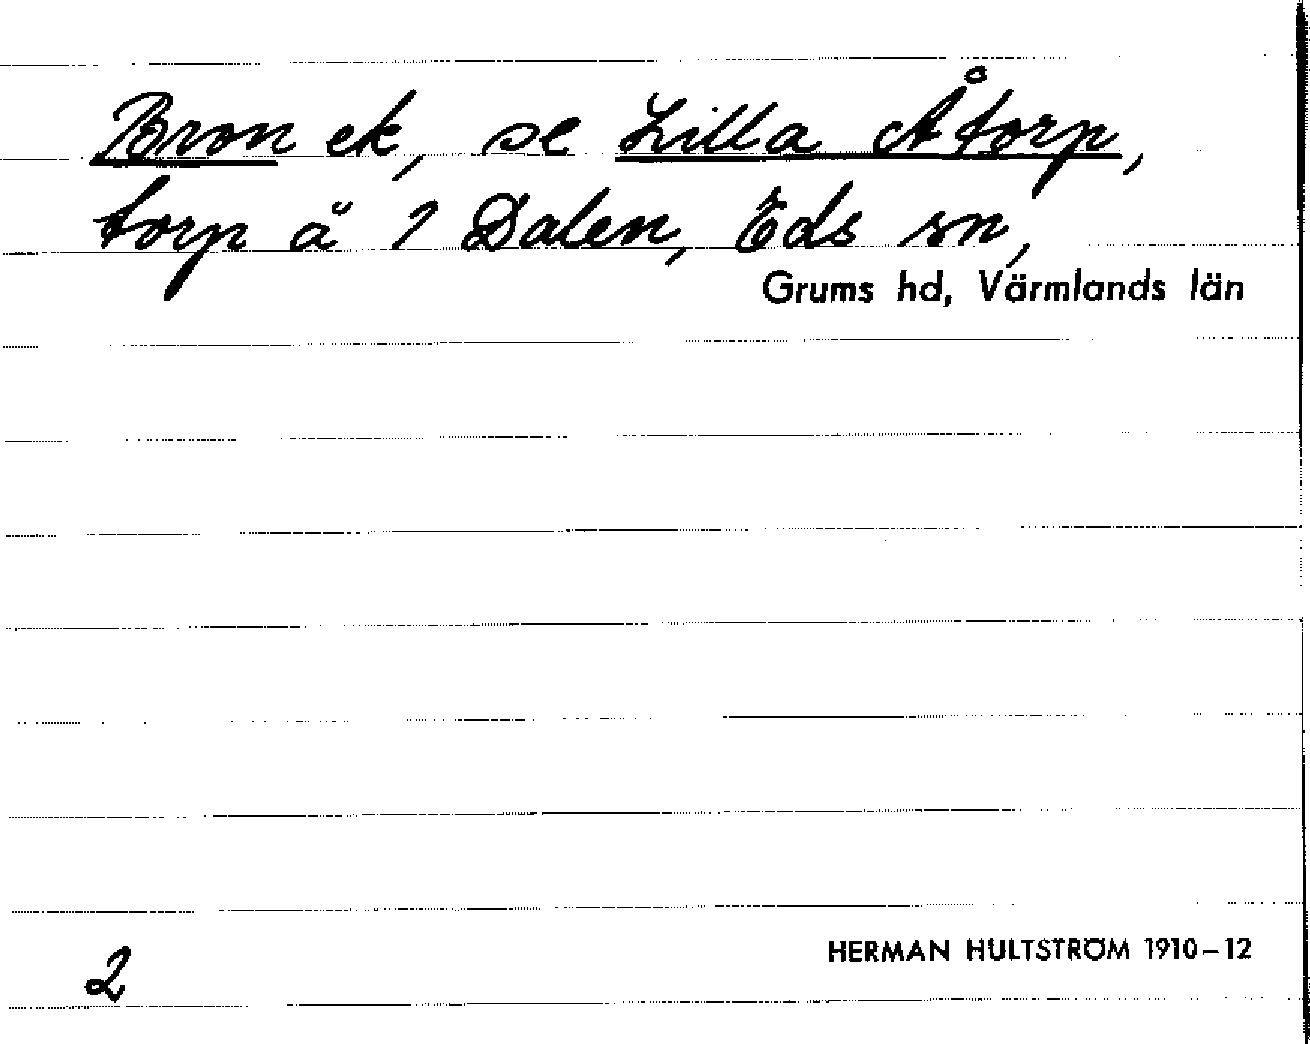 Bron ek, se Lilla Åtorp,
torp å 1 Dalen, Eds sn,
Grums hd, Värmlands län
HERMAN HULTSTRÖM 1910–12
2